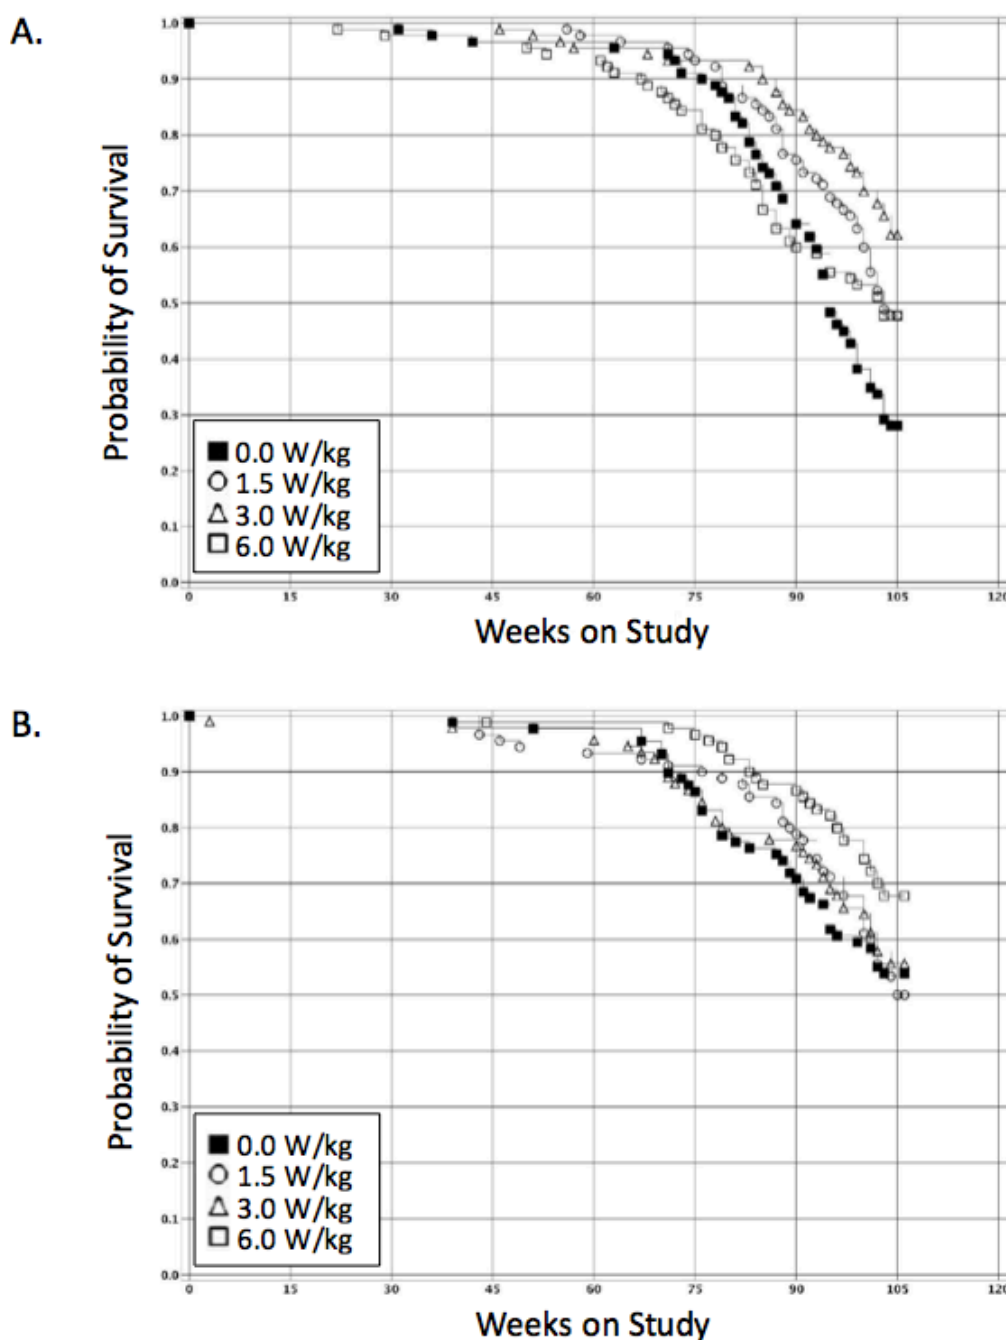 A.
1.0
0.9
0.8
0.7
0.6
0.5
0.4
0.3
0.2
0.1
0.0
Probability of Survival
0.0 W/kg
1.5 W/kg
3.0 W/kg
6.0 W/kg
0 15 30 45 60 75 90 105 120
Weeks on Study
B.
1.0
0.9
0.8
0.7
0.6
0.5
0.4
0.3
0.2
0.1
0.0
Probability of Survival
0.0 W/kg
1.5 W/kg
3.0 W/kg
6.0 W/kg
0 15 30 45 60 75 90 105 120
Weeks on Study